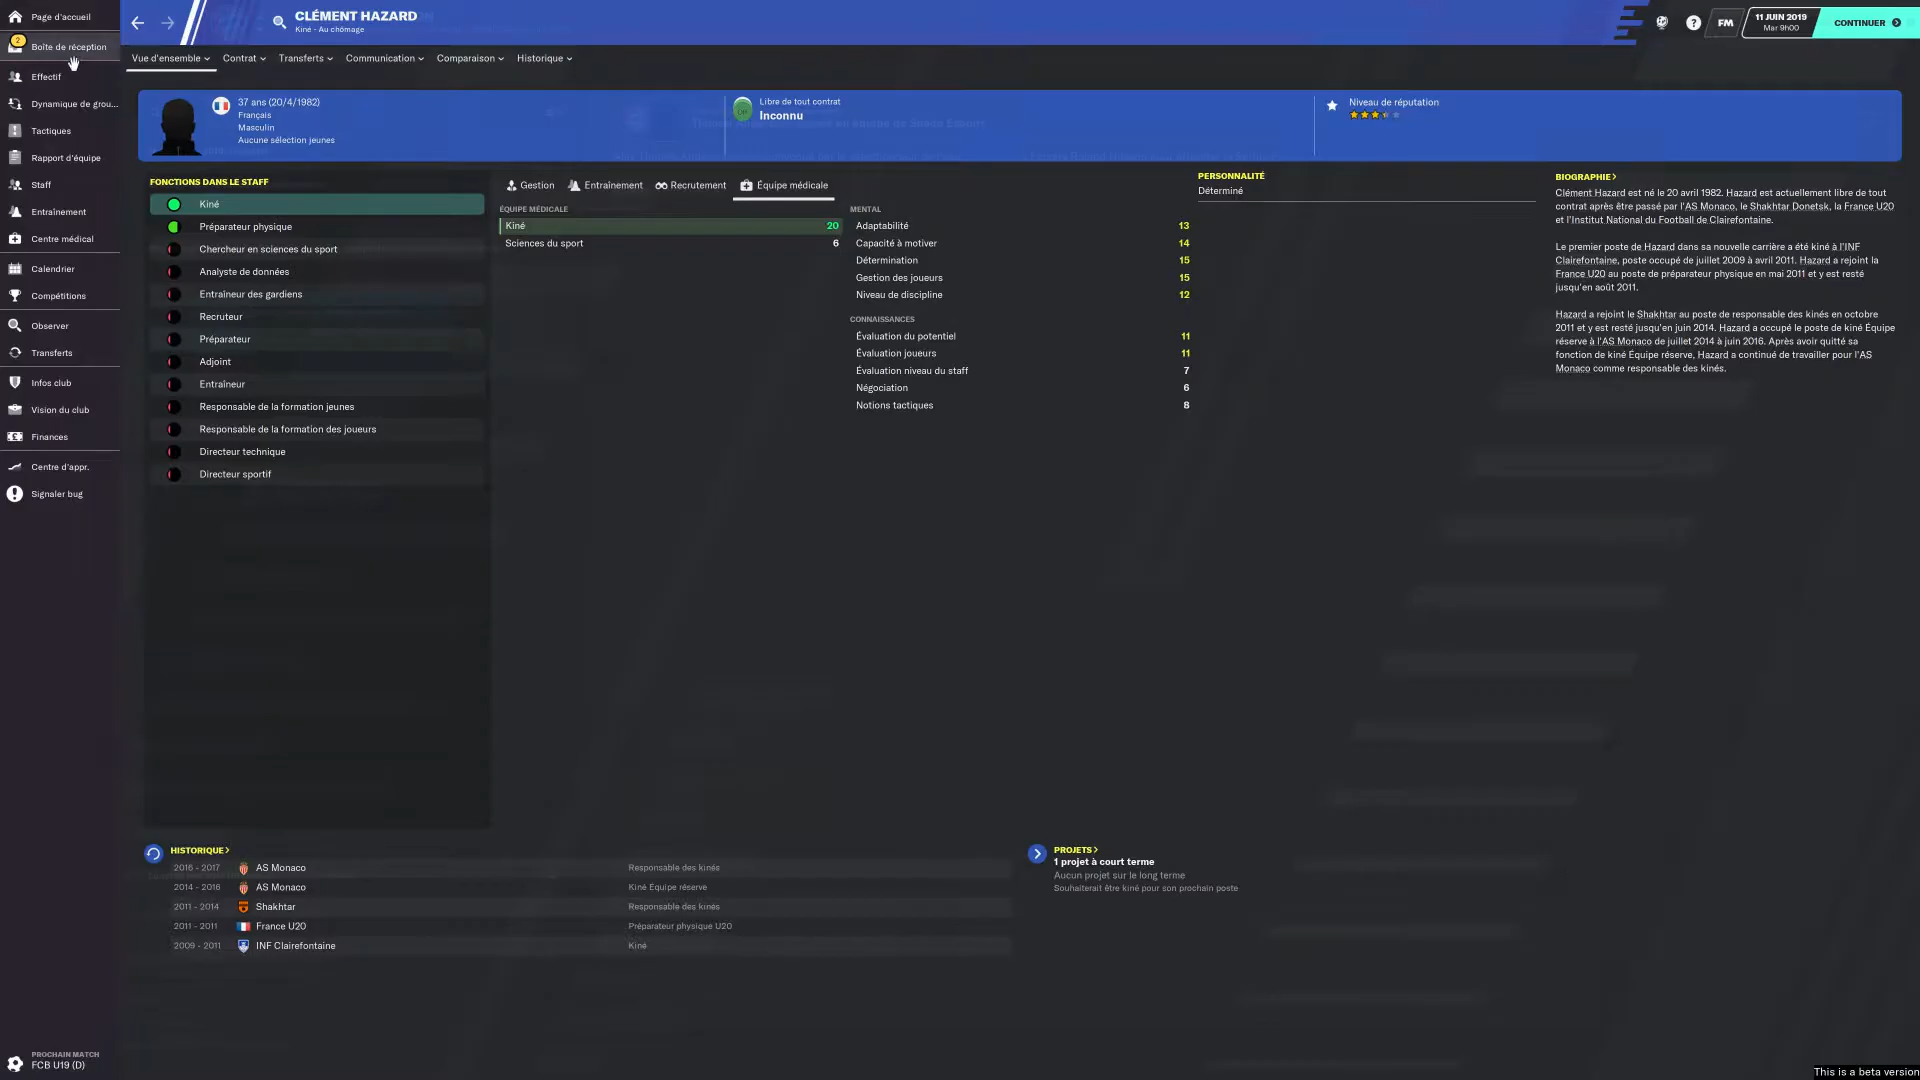 Page d'accueil
2
Boîte de réception
Effectif
Dynamique de grou...
Tactiques
Rapport d'équipe
Staff
Entraînement
Centre médical
Calendrier
Compétitions
Observer
Transferts
Infos club
Vision du club
Finances
Centre d'appr.
Signaler bug
PROCHAIN MATCH
FCB U19 (D)
CLÉMENT HAZARD
Kiné - Au chômage
FM
11 JUIN 2019
Mar 9h00
CONTINUER
Vue d'ensemble
Contrat
Transferts
Communication
Comparaison
Historique
37 ans (20/4/1982)
Français
Masculin
Aucune sélection jeunes
Libre de tout contrat
Inconnu
Niveau de réputation
FONCTIONS DANS LE STAFF
Kiné
Préparateur physique
Chercheur en sciences du sport
Analyste de données
Entraîneur des gardiens
Recruteur
Préparateur
Adjoint
Entraîneur
Responsable de la formation jeunes
Responsable de la formation des joueurs
Directeur technique
Directeur sportif
Gestion
Entraînement
Recrutement
Équipe médicale
ÉQUIPE MÉDICALE
Kiné 20
Sciences du sport 6
MENTAL
Adaptabilité 13
Capacité à motiver 14
Détermination 15
Gestion des joueurs 15
Niveau de discipline 12
CONNAISSANCES
Évaluation du potentiel 11
Évaluation joueurs 11
Évaluation niveau du staff 7
Négociation 6
Notions tactiques 8
PERSONNALITÉ
Déterminé
BIOGRAPHIE
Clément Hazard est né le 20 avril 1982. Hazard est actuellement libre de tout
contrat après être passé par l'AS Monaco, le Shakhtar Donetsk, la France U20
et l'Institut National du Football de Clairefontaine.
Le premier poste de Hazard dans sa nouvelle carrière a été kiné à l'INF
Clairefontaine, poste occupé de juillet 2009 à avril 2011. Hazard a rejoint la
France U20 au poste de préparateur physique en mai 2011 et y est resté
jusqu'en août 2011.
Hazard a rejoint le Shakhtar au poste de responsable des kinés en octobre
2011 et y est resté jusqu'en juin 2014. Hazard a occupé le poste de kiné Équipe
réserve à l'AS Monaco de juillet 2014 à juin 2016. Après avoir quitté sa
fonction de kiné Équipe réserve, Hazard a continué de travailler pour l'AS
Monaco comme responsable des kinés.
HISTORIQUE
2016 - 2017 AS Monaco Responsable des kinés
2014 - 2016 AS Monaco Kiné Équipe réserve
2011 - 2014 Shakhtar Responsable des kinés
2011 - 2011 France U20 Préparateur physique U20
2009 - 2011 INF Clairefontaine Kiné
PROJETS
1 projet à court terme
Aucun projet sur le long terme
Souhaiterait être kiné pour son prochain poste
This is a beta version